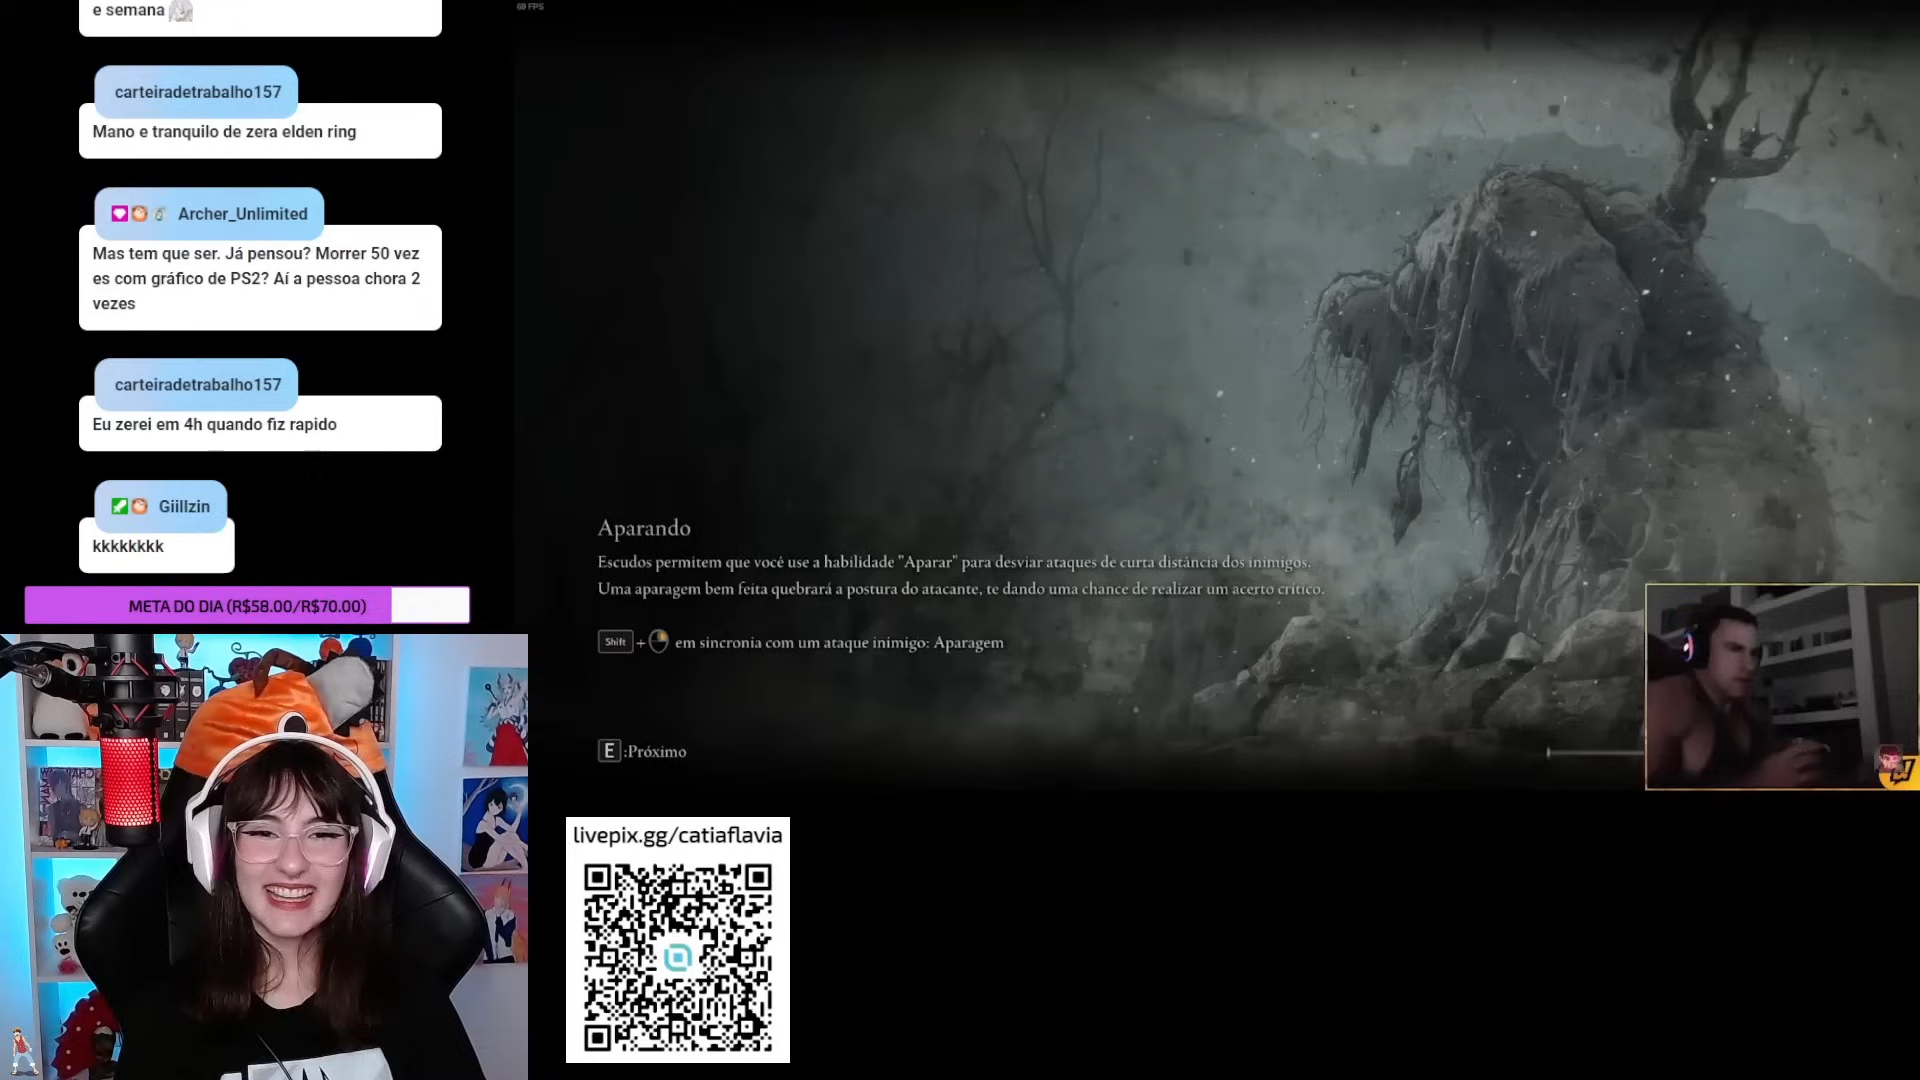 e semana
carteiradetrabalho157
Mano e tranquilo de zera elden ring
Archer_Unlimited
Mas tem que ser. Já pensou? Morrer 50 vez
es com gráfico de PS2? Aí a pessoa chora 2
vezes
carteiradetrabalho157
Eu zerei em 4h quando fiz rapido
Giillzin
kkkkkkkk
META DO DIA (R$58.00/R$70.00)
69 FPS
Aparando
Escudos permitem que você use a habilidade "Aparar" para desviar ataques de curta distância dos inimigos.
Uma aparagem bem feita quebrará a postura do atacante, te dando uma chance de realizar um acerto crítico.
Shift + em sincronia com um ataque inimigo: Aparagem
E :Próximo
livepix.gg/catiaflavia